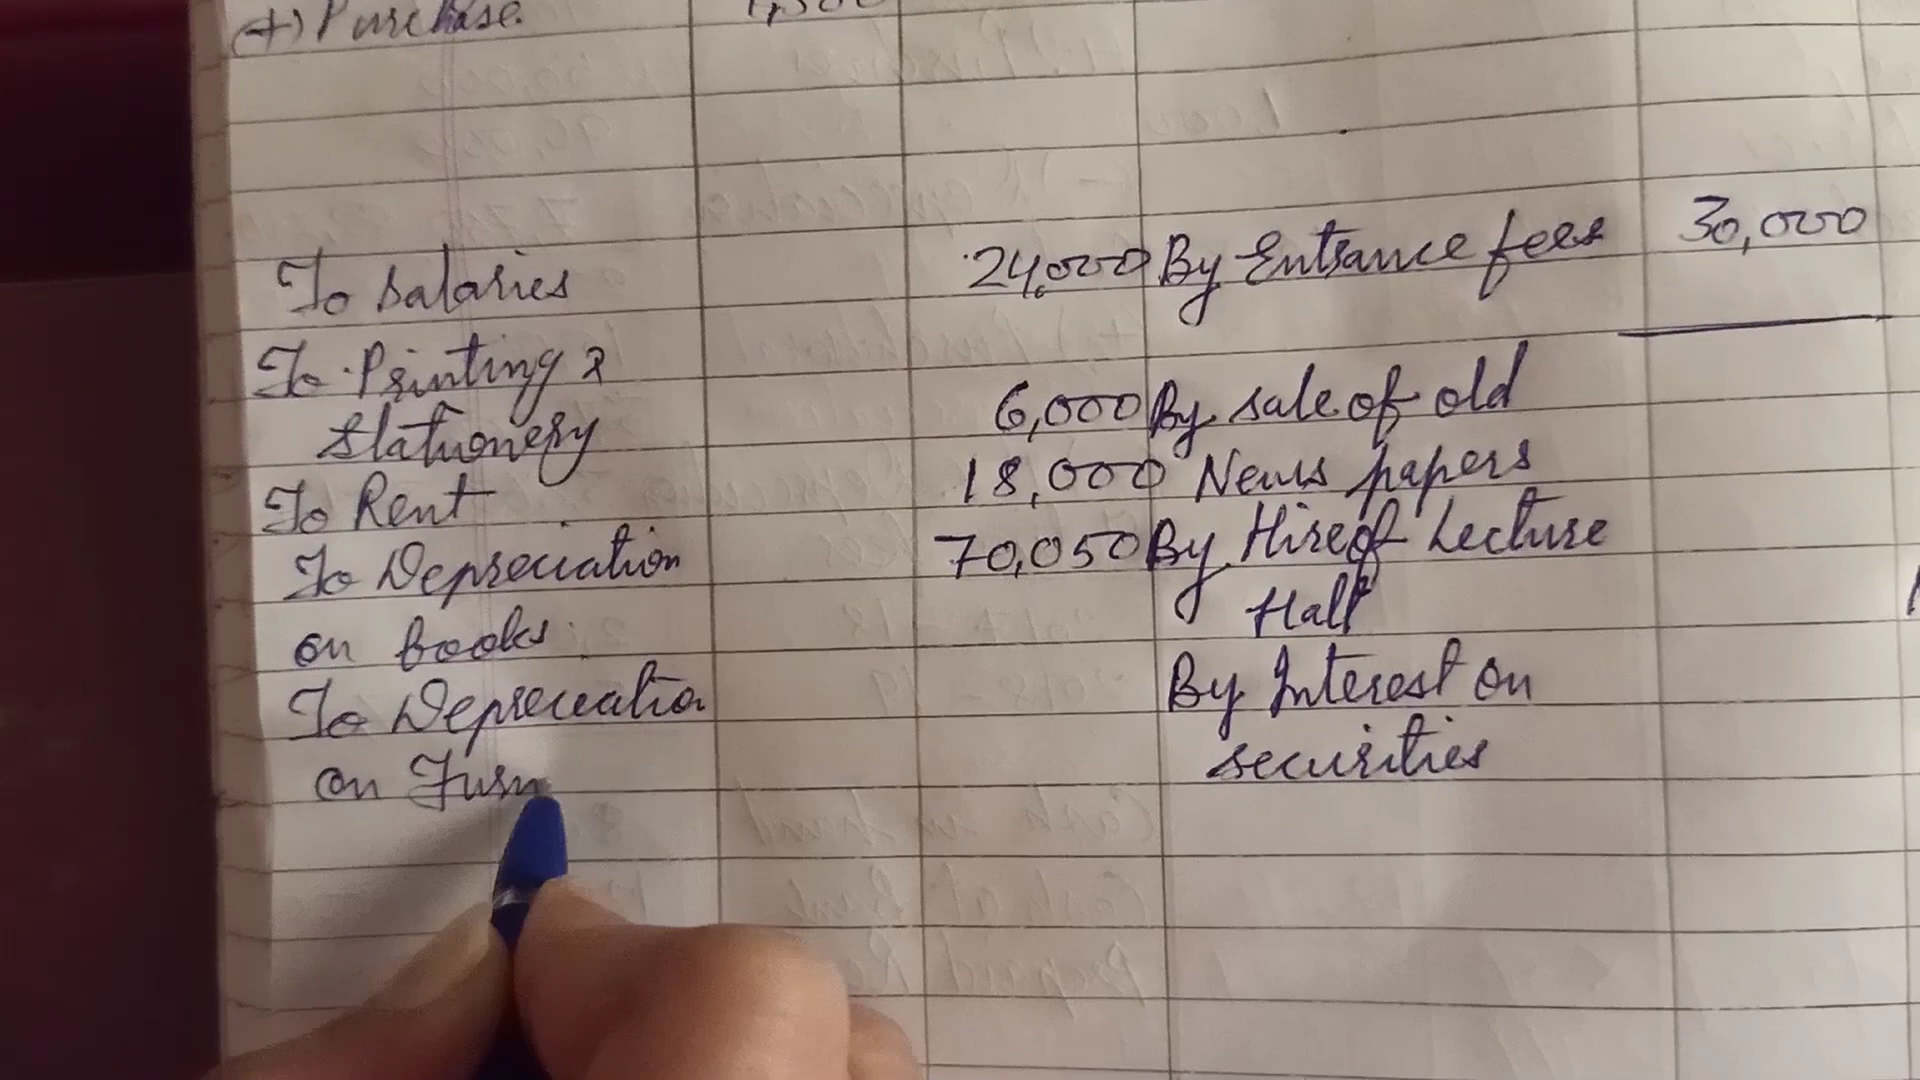 (+) Purchase.
To Salaries 24,000 By Entrance fees 30,000
To Printing &
Stationery 6,000 By sale of old
To Rent 18,000 News papers
To Depreciation 70,050 By Hire of Lecture
on books Hall
To Depreciation By Interest on
on Furn securities